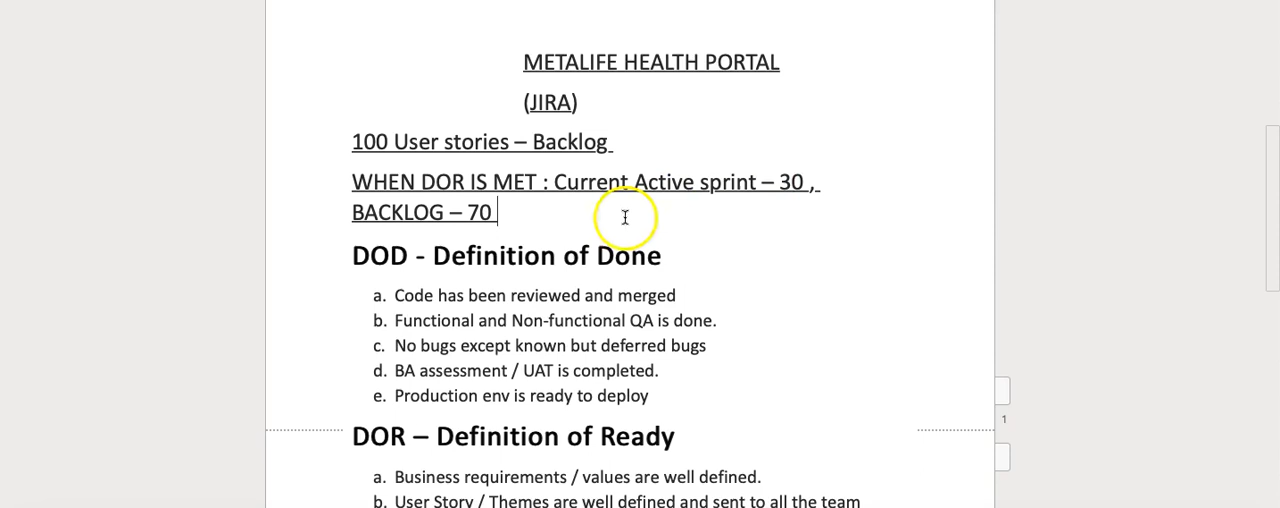 METALIFE HEALTH PORTAL
(JIRA)
100 User stories – Backlog
WHEN DOR IS MET : Current Active sprint – 30 ,
BACKLOG – 70
DOD - Definition of Done
a. Code has been reviewed and merged
b. Functional and Non-functional QA is done.
c. No bugs except known but deferred bugs
d. BA assessment / UAT is completed.
e. Production env is ready to deploy
1
DOR – Definition of Ready
a. Business requirements / values are well defined.
b. User Story / Themes are well defined and sent to all the team